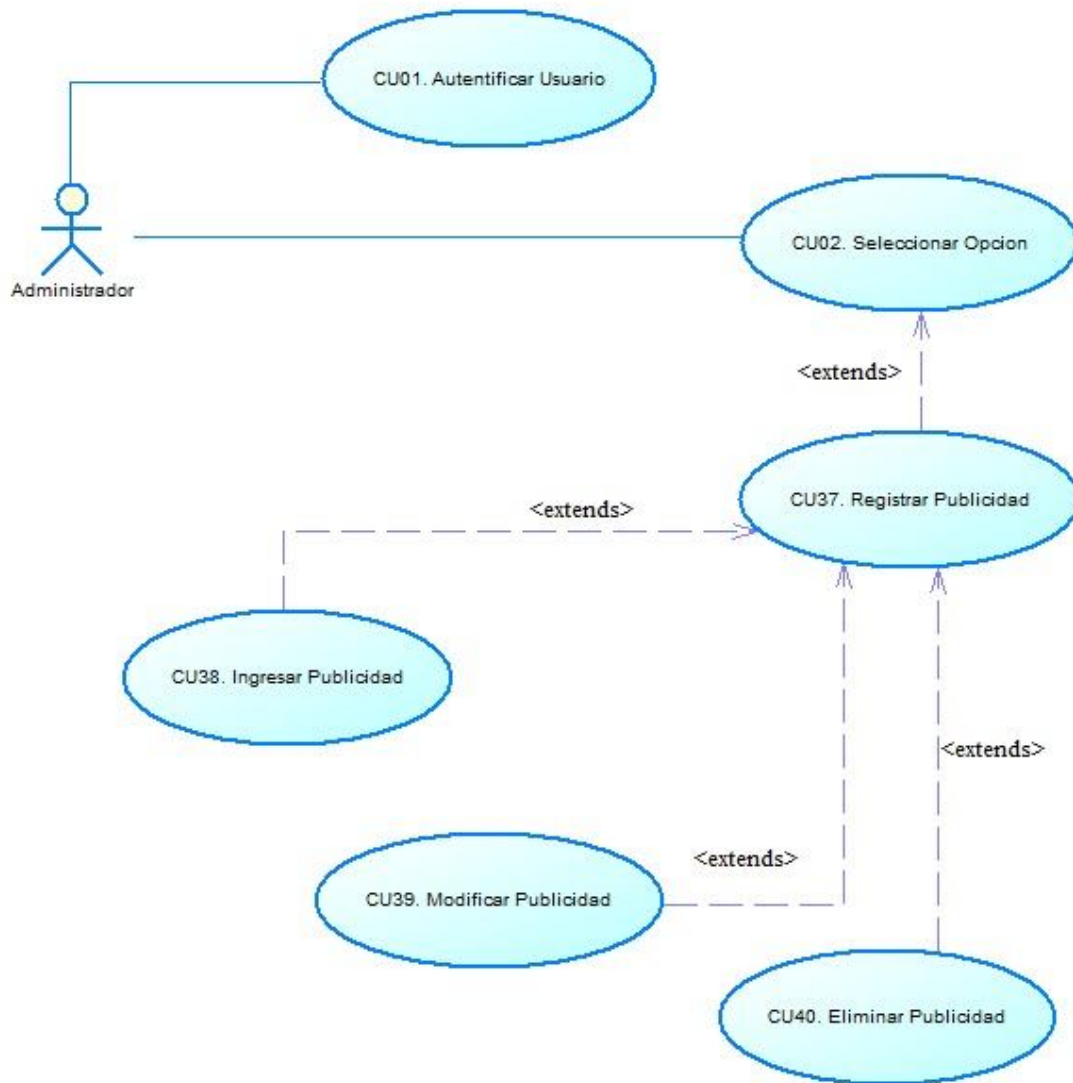 CU01. Autentificar Usuario
CU02. Seleccionar Opcion
Administrador
<extends>
CU37. Registrar Publicidad
<extends>
CU38. Ingresar Publicidad
<extends>
<extends>
CU39. Modificar Publicidad
CU40. Eliminar Publicidad